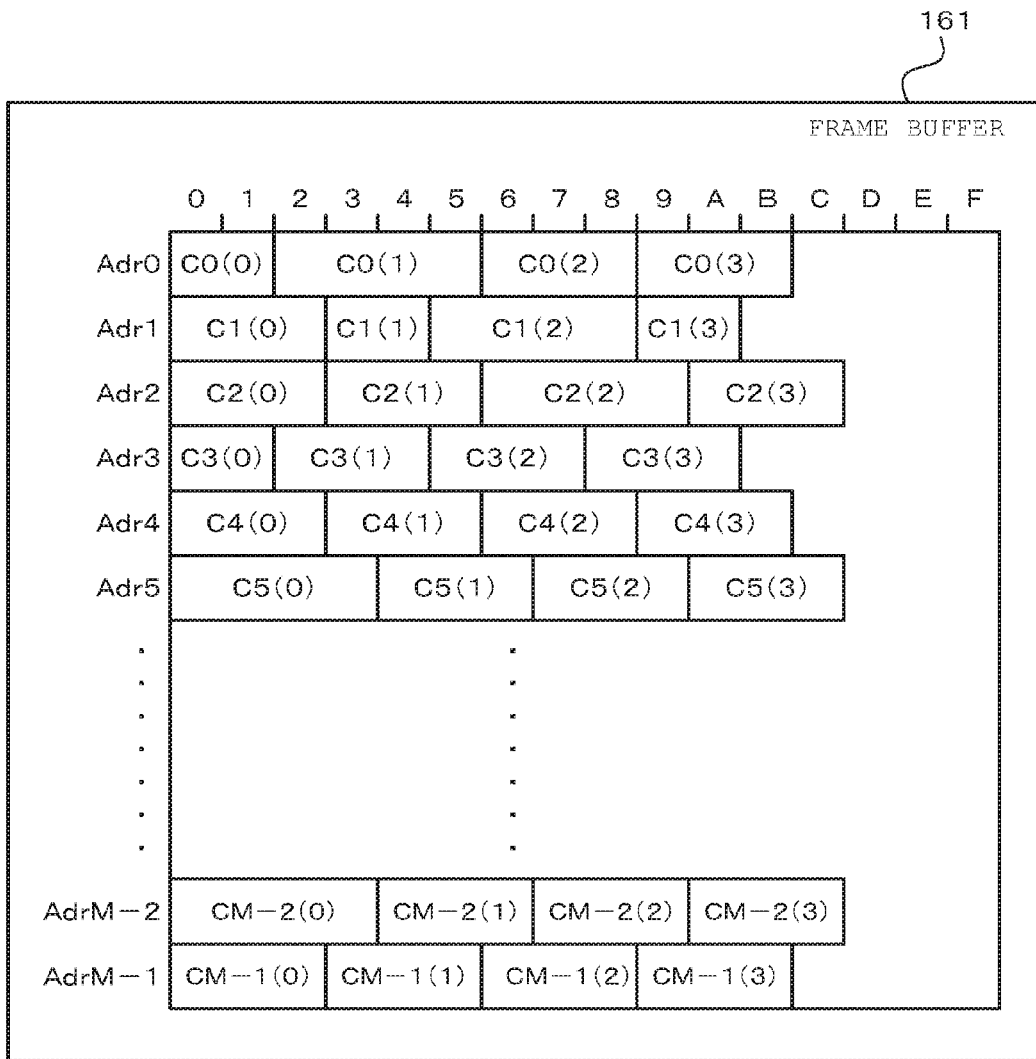 161
FRAME BUFFER
0 1 2 3 4 5 6 7 8 9 A B C D E F
Adr0 C0(0) C0(1) C0(2) C0(3)
Adr1 C1(0) C1(1) C1(2) C1(3)
Adr2 C2(0) C2(1) C2(2) C2(3)
Adr3 C3(0) C3(1) C3(2) C3(3)
Adr4 C4(0) C4(1) C4(2) C4(3)
Adr5 C5(0) C5(1) C5(2) C5(3)
AdrM−2 CM−2(0) CM−2(1) CM−2(2) CM−2(3)
AdrM−1 CM−1(0) CM−1(1) CM−1(2) CM−1(3)